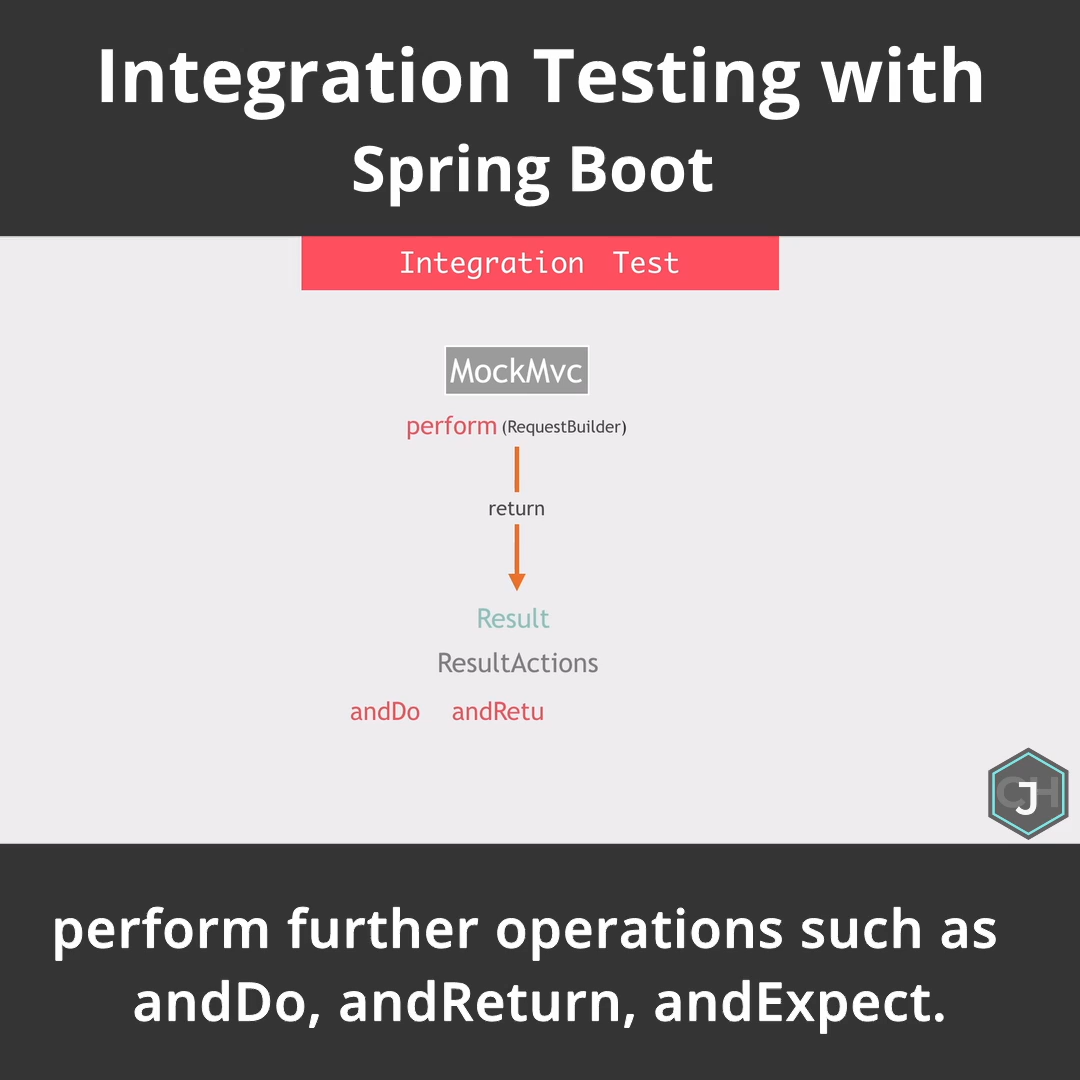 Integration Testing with
Spring Boot
Integration Test
MockMvc
perform (RequestBuilder)
return
Result
ResultActions
andDo andRetu
CH
J
perform further operations such as
andDo, andReturn, andExpect.